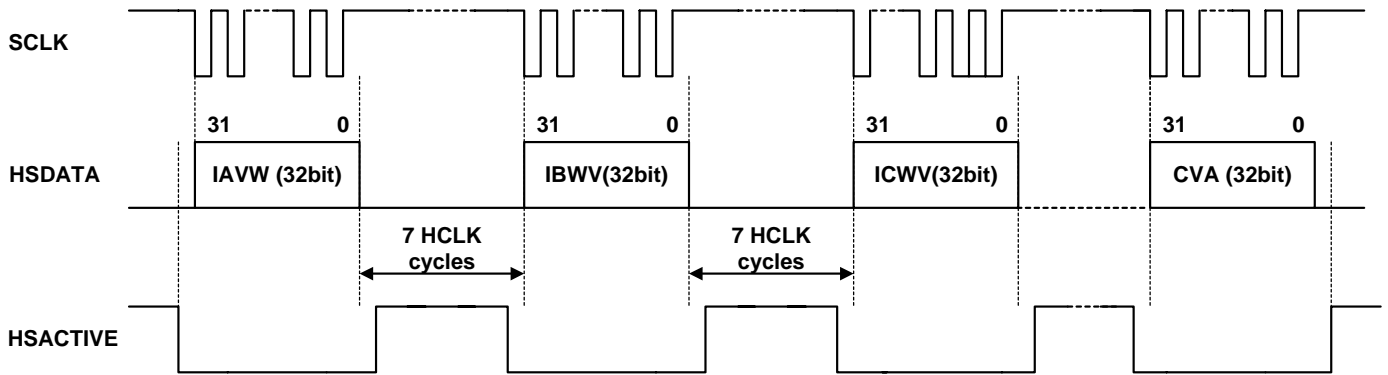 SCLK
31 0 31 0 31 0 31 0
HSDATA
IAVW (32bit) IBWV(32bit) ICWV(32bit) CVA (32bit)
7 HCLK
cycles
7 HCLK
cycles
HSACTIVE